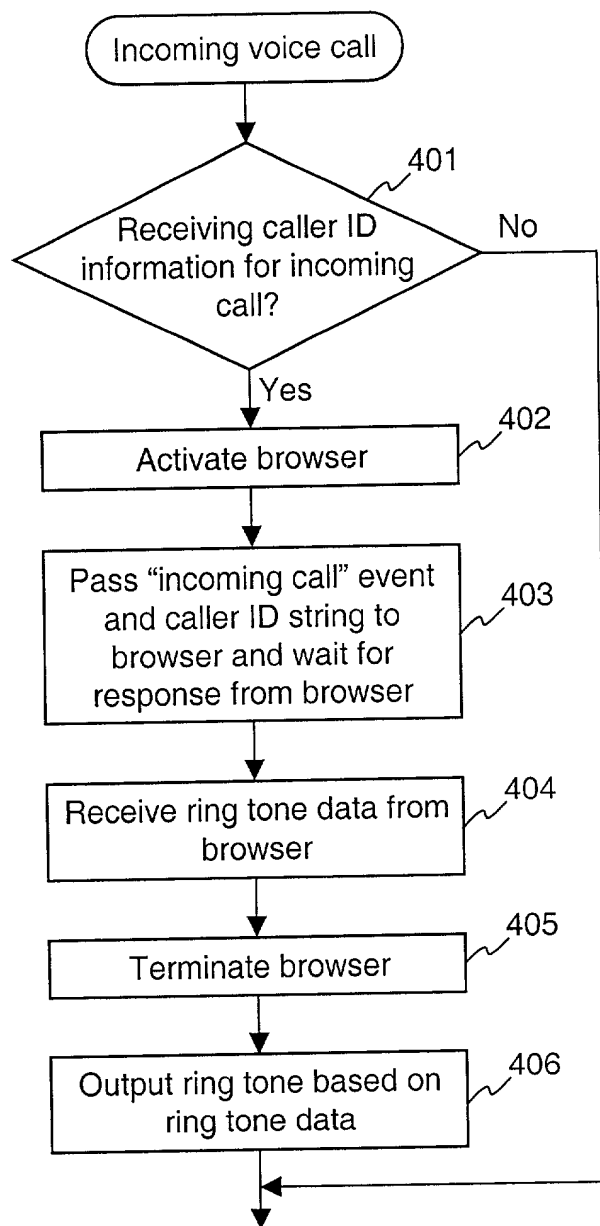 Incoming voice call
401
Receiving caller ID
information for incoming
call?
No
Yes
402
Activate browser
Pass “incoming call” event
and caller ID string to
browser and wait for
response from browser
403
404
Receive ring tone data from
browser
405
Terminate browser
406
Output ring tone based on
ring tone data